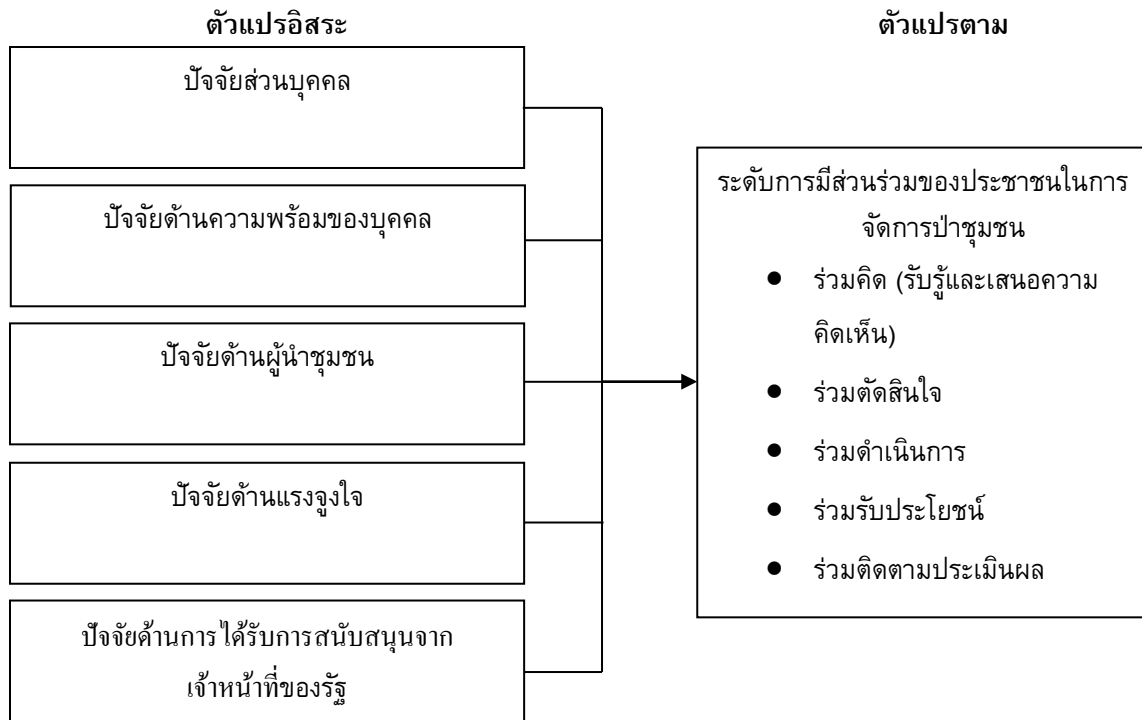 ตัวแปรอิสระ
ตัวแปรตาม
ปัจจัยส่วนบุคคล
ปัจจัยด้านความพร้อมของบุคคล
ปัจจัยด้านผู้นำชุมชน
ปัจจัยด้านแรงจูงใจ
ปัจจัยด้านการได้รับการสนับสนุนจาก
เจ้าหน้าที่ของรัฐ
ระดับการมีส่วนร่วมของประชาชนในการ
จัดการป่าชุมชน
● ร่วมคิด (รับรู้และเสนอความ
คิดเห็น)
● ร่วมตัดสินใจ
● ร่วมดำเนินการ
● ร่วมรับประโยชน์
● ร่วมติดตามประเมินผล